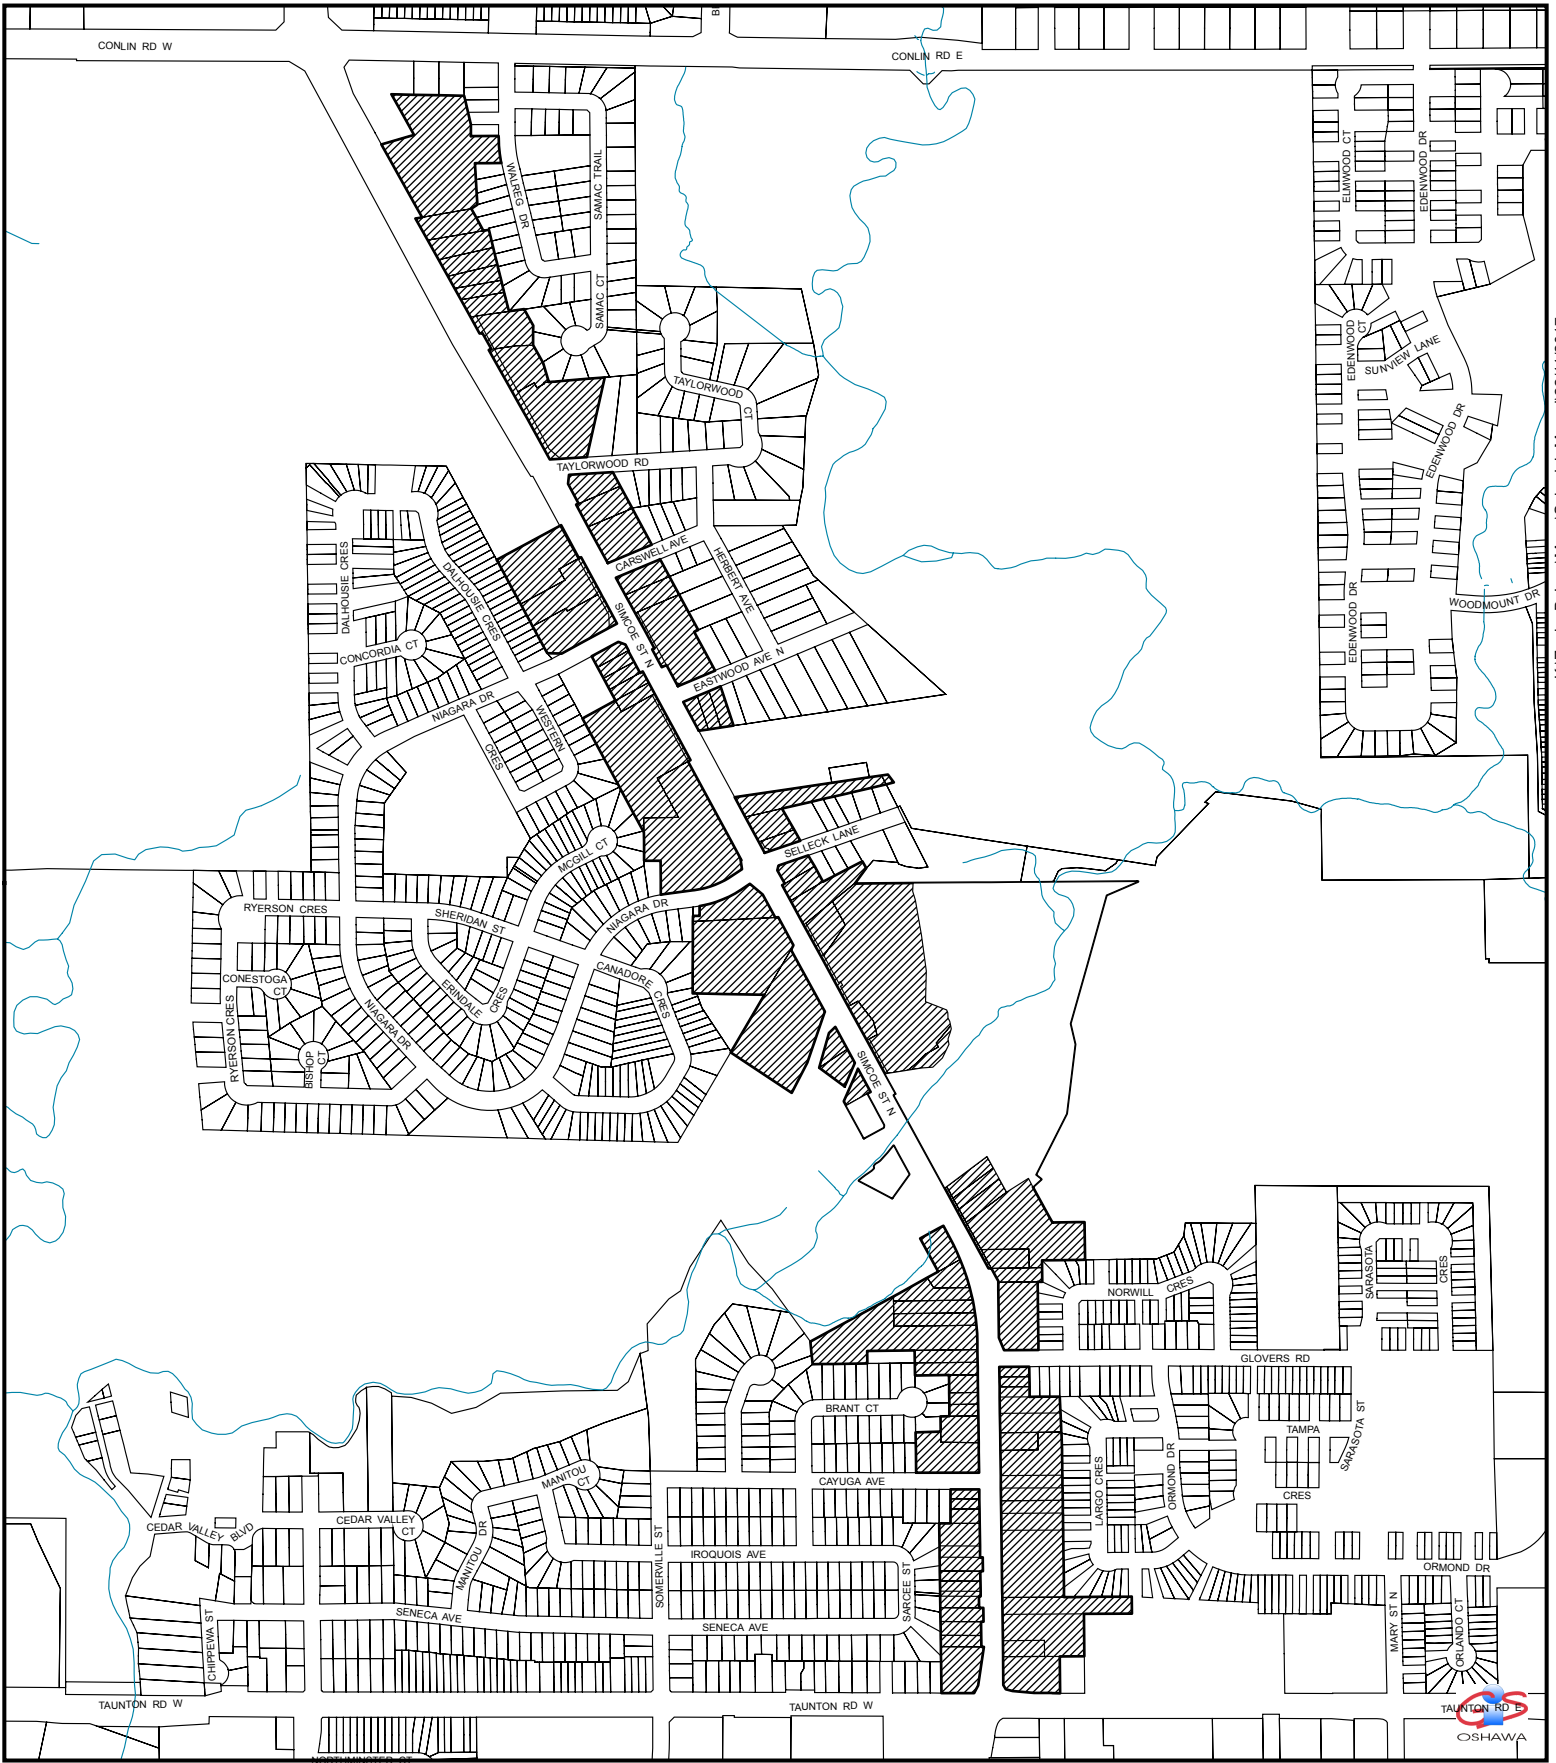 CONLIN RD W
CONLIN RD E
WALREG DR
SAMAC TRAIL
SAMAC CT
ELMWOOD CT
EDENWOOD DR
EDENWOOD CT
SUNVIEW LANE
EDENWOOD DR
TAYLORWOOD CT
TAYLORWOOD RD
CARSWELL AVE
HERBERT AVE
DALHOUSIE CRES
DALHOUSIE CRES
CONCORDIA CT
SIMCOE ST N
EASTWOOD AVE N
EDENWOOD DR
WOODMOUNT DR
NIAGARA DR
WESTERN CRES
SELLECK LANE
MCGILL CT
RYERSON CRES
SHERIDAN ST
NIAGARA DR
CONESTOGA CT
ERINDALE CRES
CANADORE CRES
RYERSON CRES
NIAGARA DR
BISHOP CT
SIMCOE ST N
NORWILL CRES
SARASOTA CRES
GLOVERS RD
BRANT CT
TAMPA
SARASOTA ST
MANITOU CT
CAYUGA AVE
LARGO CRES
ORMOND DR
CRES
CEDAR VALLEY BLVD
CEDAR VALLEY CT
MANITOU DR
SOMERVILLE ST
IROQUOIS AVE
SARCEE ST
ORMOND DR
CHIPPEWA ST
SENECA AVE
SENECA AVE
MARY ST N
ORLANDO CT
TAUNTON RD W
TAUNTON RD W
TAUNTON RD E
GIS
OSHAWA
NORTHMINSTER CT